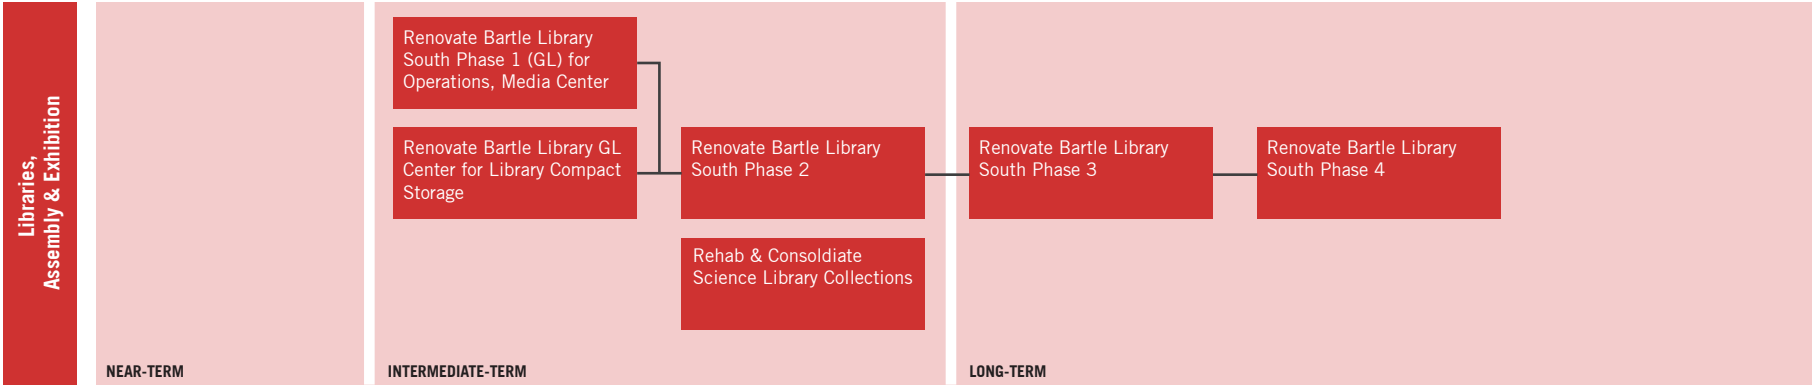 Libraries,
Assembly & Exhibition
Renovate Bartle Library
South Phase 1 (GL) for
Operations, Media Center
Renovate Bartle Library GL
Center for Library Compact
Storage
Renovate Bartle Library
South Phase 2
Rehab & Consoldiate
Science Library Collections
Renovate Bartle Library
South Phase 3
Renovate Bartle Library
South Phase 4
NEAR-TERM
INTERMEDIATE-TERM
LONG-TERM